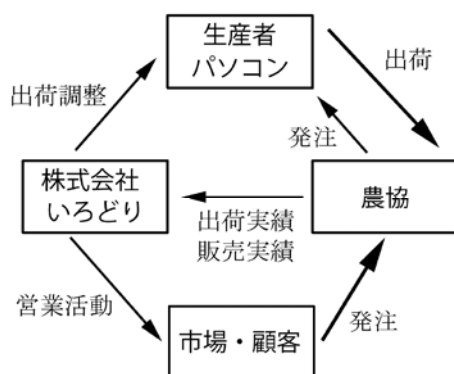 生産者
パソコン
出荷
出荷調整
発注
株式会社
いろどり
農協
出荷実績
販売実績
営業活動
発注
市場・顧客